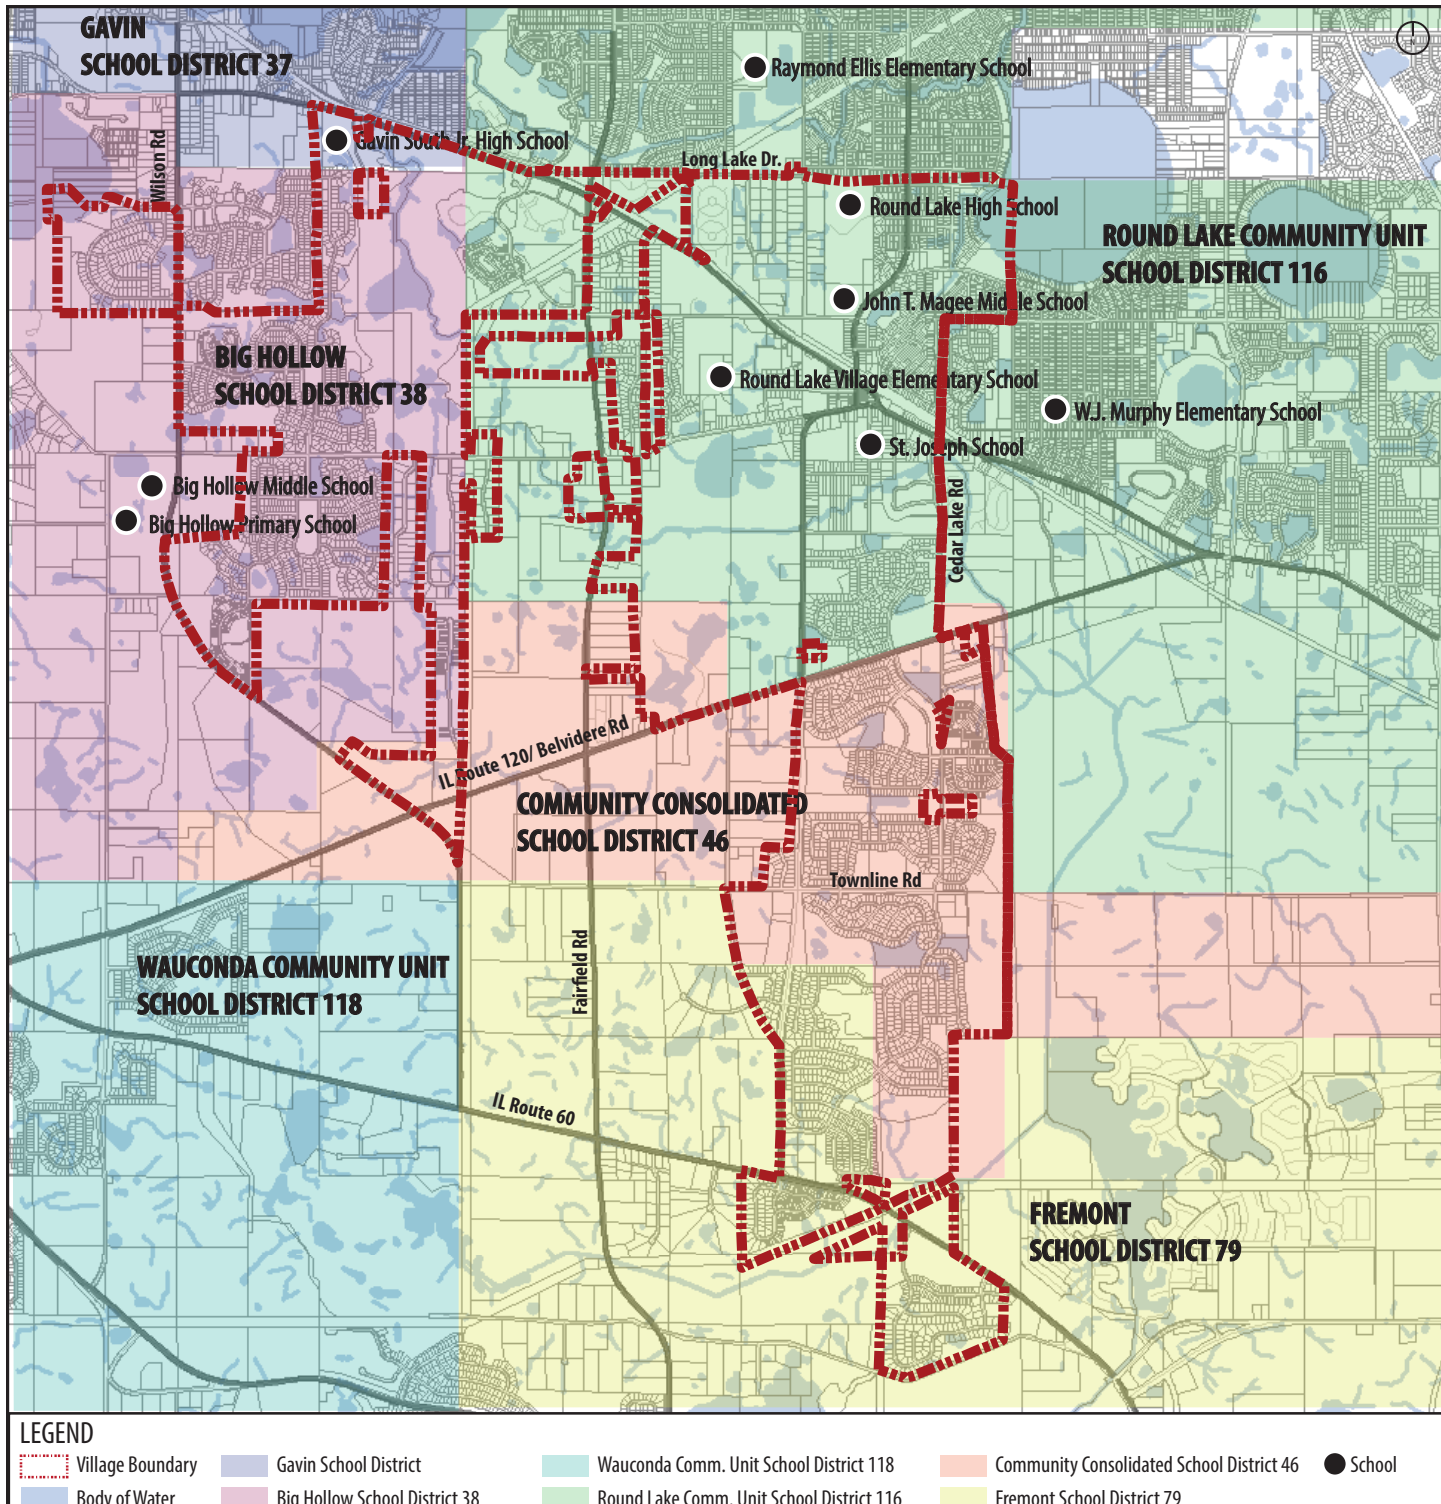 GAVIN
SCHOOL DISTRICT 37
Raymond Ellis Elementary School
Wilson Rd
Gavin South Jr. High School
Long Lake Dr.
Round Lake High School
ROUND LAKE COMMUNITY UNIT
SCHOOL DISTRICT 116
John T. Magee Middle School
BIG HOLLOW
SCHOOL DISTRICT 38
Round Lake Village Elementary School
W.J. Murphy Elementary School
St. Joseph School
Big Hollow Middle School
Big Hollow Primary School
Cedar Lake Rd
IL Route 120/ Belvidere Rd
COMMUNITY CONSOLIDATED
SCHOOL DISTRICT 46
Townline Rd
WAUCONDA COMMUNITY UNIT
SCHOOL DISTRICT 118
Fairfield Rd
IL Route 60
FREMONT
SCHOOL DISTRICT 79
LEGEND
Village Boundary
Gavin School District
Wauconda Comm. Unit School District 118
Community Consolidated School District 46
School
Body of Water
Big Hollow School District 38
Round Lake Comm. Unit School District 116
Fremont School District 79